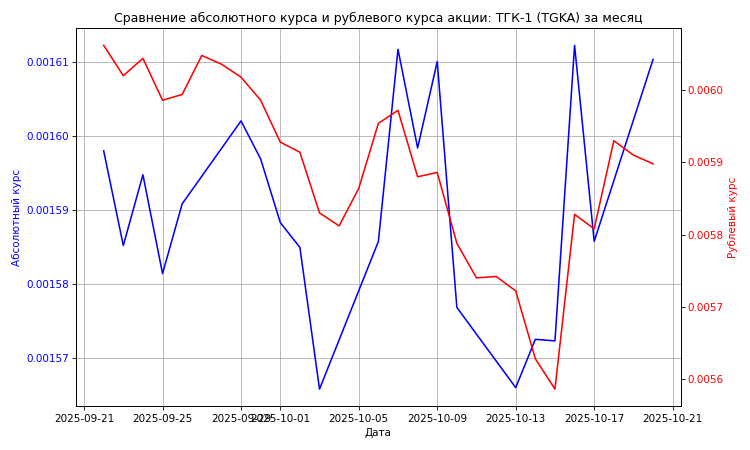 Сравнение абсолютного курса и рублевого курса акции: ТГК-1 (TGKA) за месяц
0.00161
0.00160
0.00159
0.00158
0.00157
Абсолютный курс
0.0060
0.0059
0.0058
0.0057
0.0056
Рублевый курс
2025-09-21 2025-09-25 2025-09-29 2025-10-01 2025-10-05 2025-10-09 2025-10-13 2025-10-17 2025-10-21
Дата